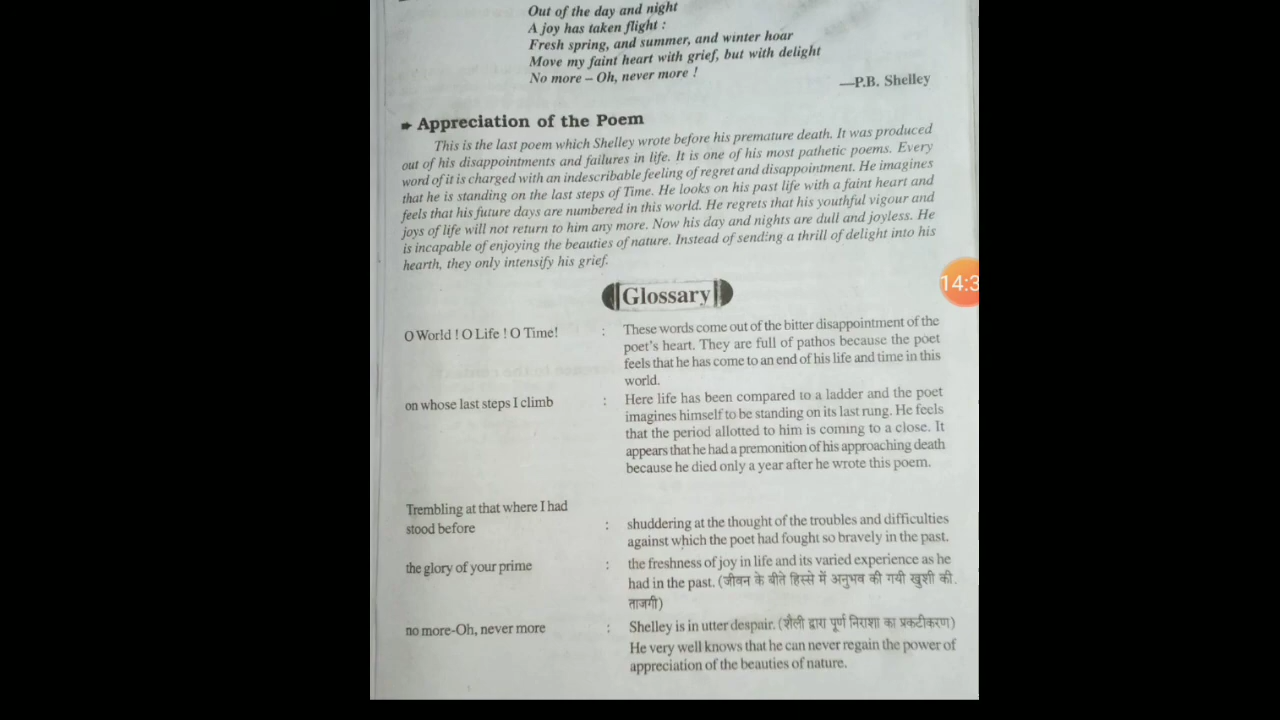 Out of the day and night
A joy has taken flight :
Fresh spring, and summer, and winter hoar
Move my faint heart with grief, but with delight
No more – Oh, never more !
—P.B. Shelley
Appreciation of the Poem
This is the last poem which Shelley wrote before his premature death. It was produced
out of his disappointments and failures in life. It is one of his most pathetic poems. Every
word of it is charged with an indescribable feeling of regret and disappointment. He imagines
that he is standing on the last steps of Time. He looks on his past life with a faint heart and
feels that his future days are numbered in this world. He regrets that his youthful vigour and
joys of life will not return to him any more. Now his day and nights are dull and joyless. He
is incapable of enjoying the beauties of nature. Instead of sending a thrill of delight into his
hearth, they only intensify his grief.
Glossary
14:3
O World ! O Life ! O Time! : These words come out of the bitter disappointment of the
poet's heart. They are full of pathos because the poet
feels that he has come to an end of his life and time in this
world.
on whose last steps I climb : Here life has been compared to a ladder and the poet
imagines himself to be standing on its last rung. He feels
that the period allotted to him is coming to a close. It
appears that he had a premonition of his approaching death
because he died only a year after he wrote this poem.
Trembling at that where I had
stood before : shuddering at the thought of the troubles and difficulties
against which the poet had fought so bravely in the past.
the glory of your prime : the freshness of joy in life and its varied experience as he
had in the past. (जीवन के बीते हिस्से में अनुभव की गयी खुशी की
ताजगी)
no more-Oh, never more : Shelley is in utter despair. (शैली द्वारा पूर्ण निराशा का प्रकटीकरण)
He very well knows that he can never regain the power of
appreciation of the beauties of nature.